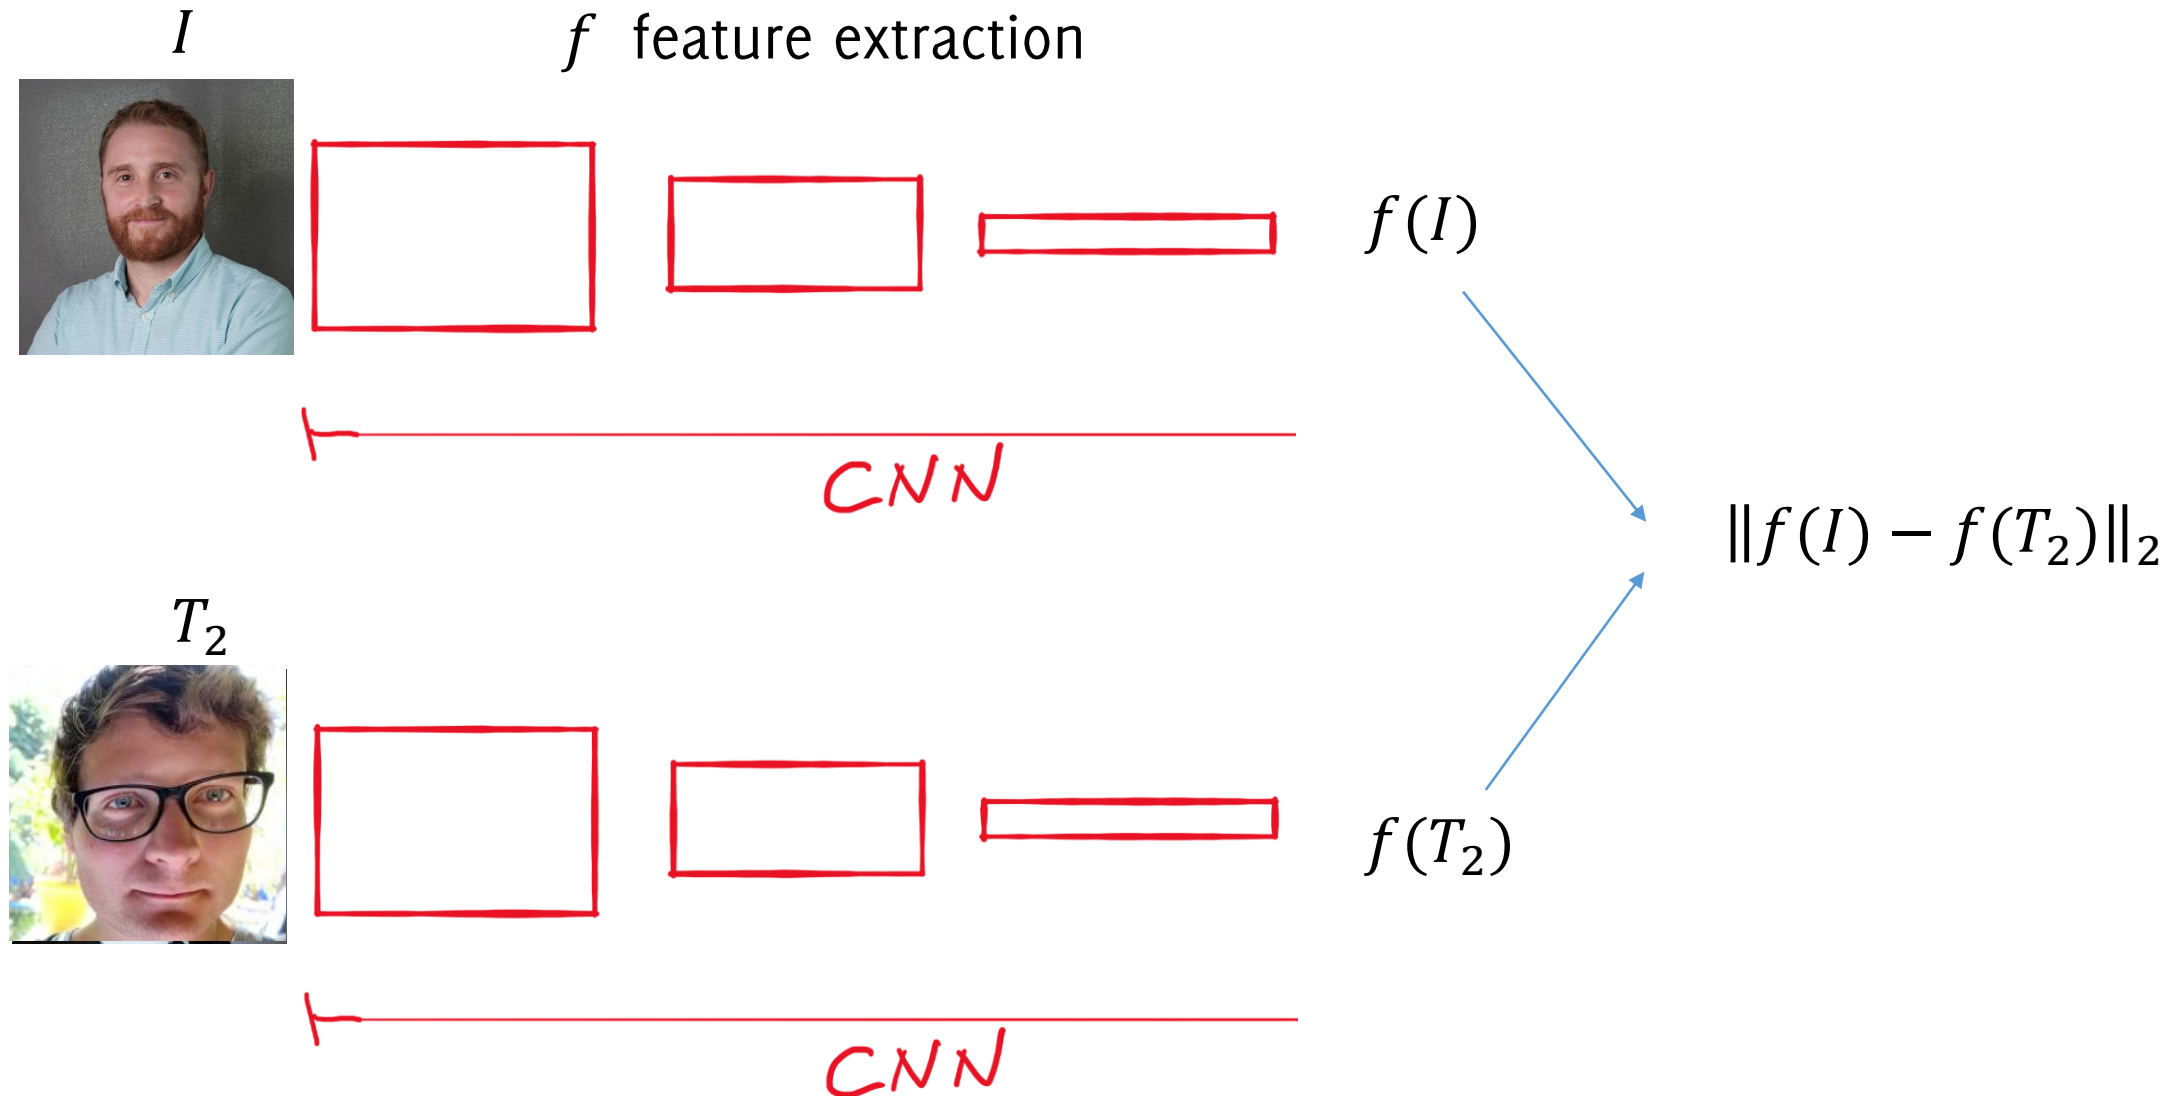 I
f feature extraction
f(I)
CNN
‖f(I) − f(T₂)‖₂
T₂
f(T₂)
CNN